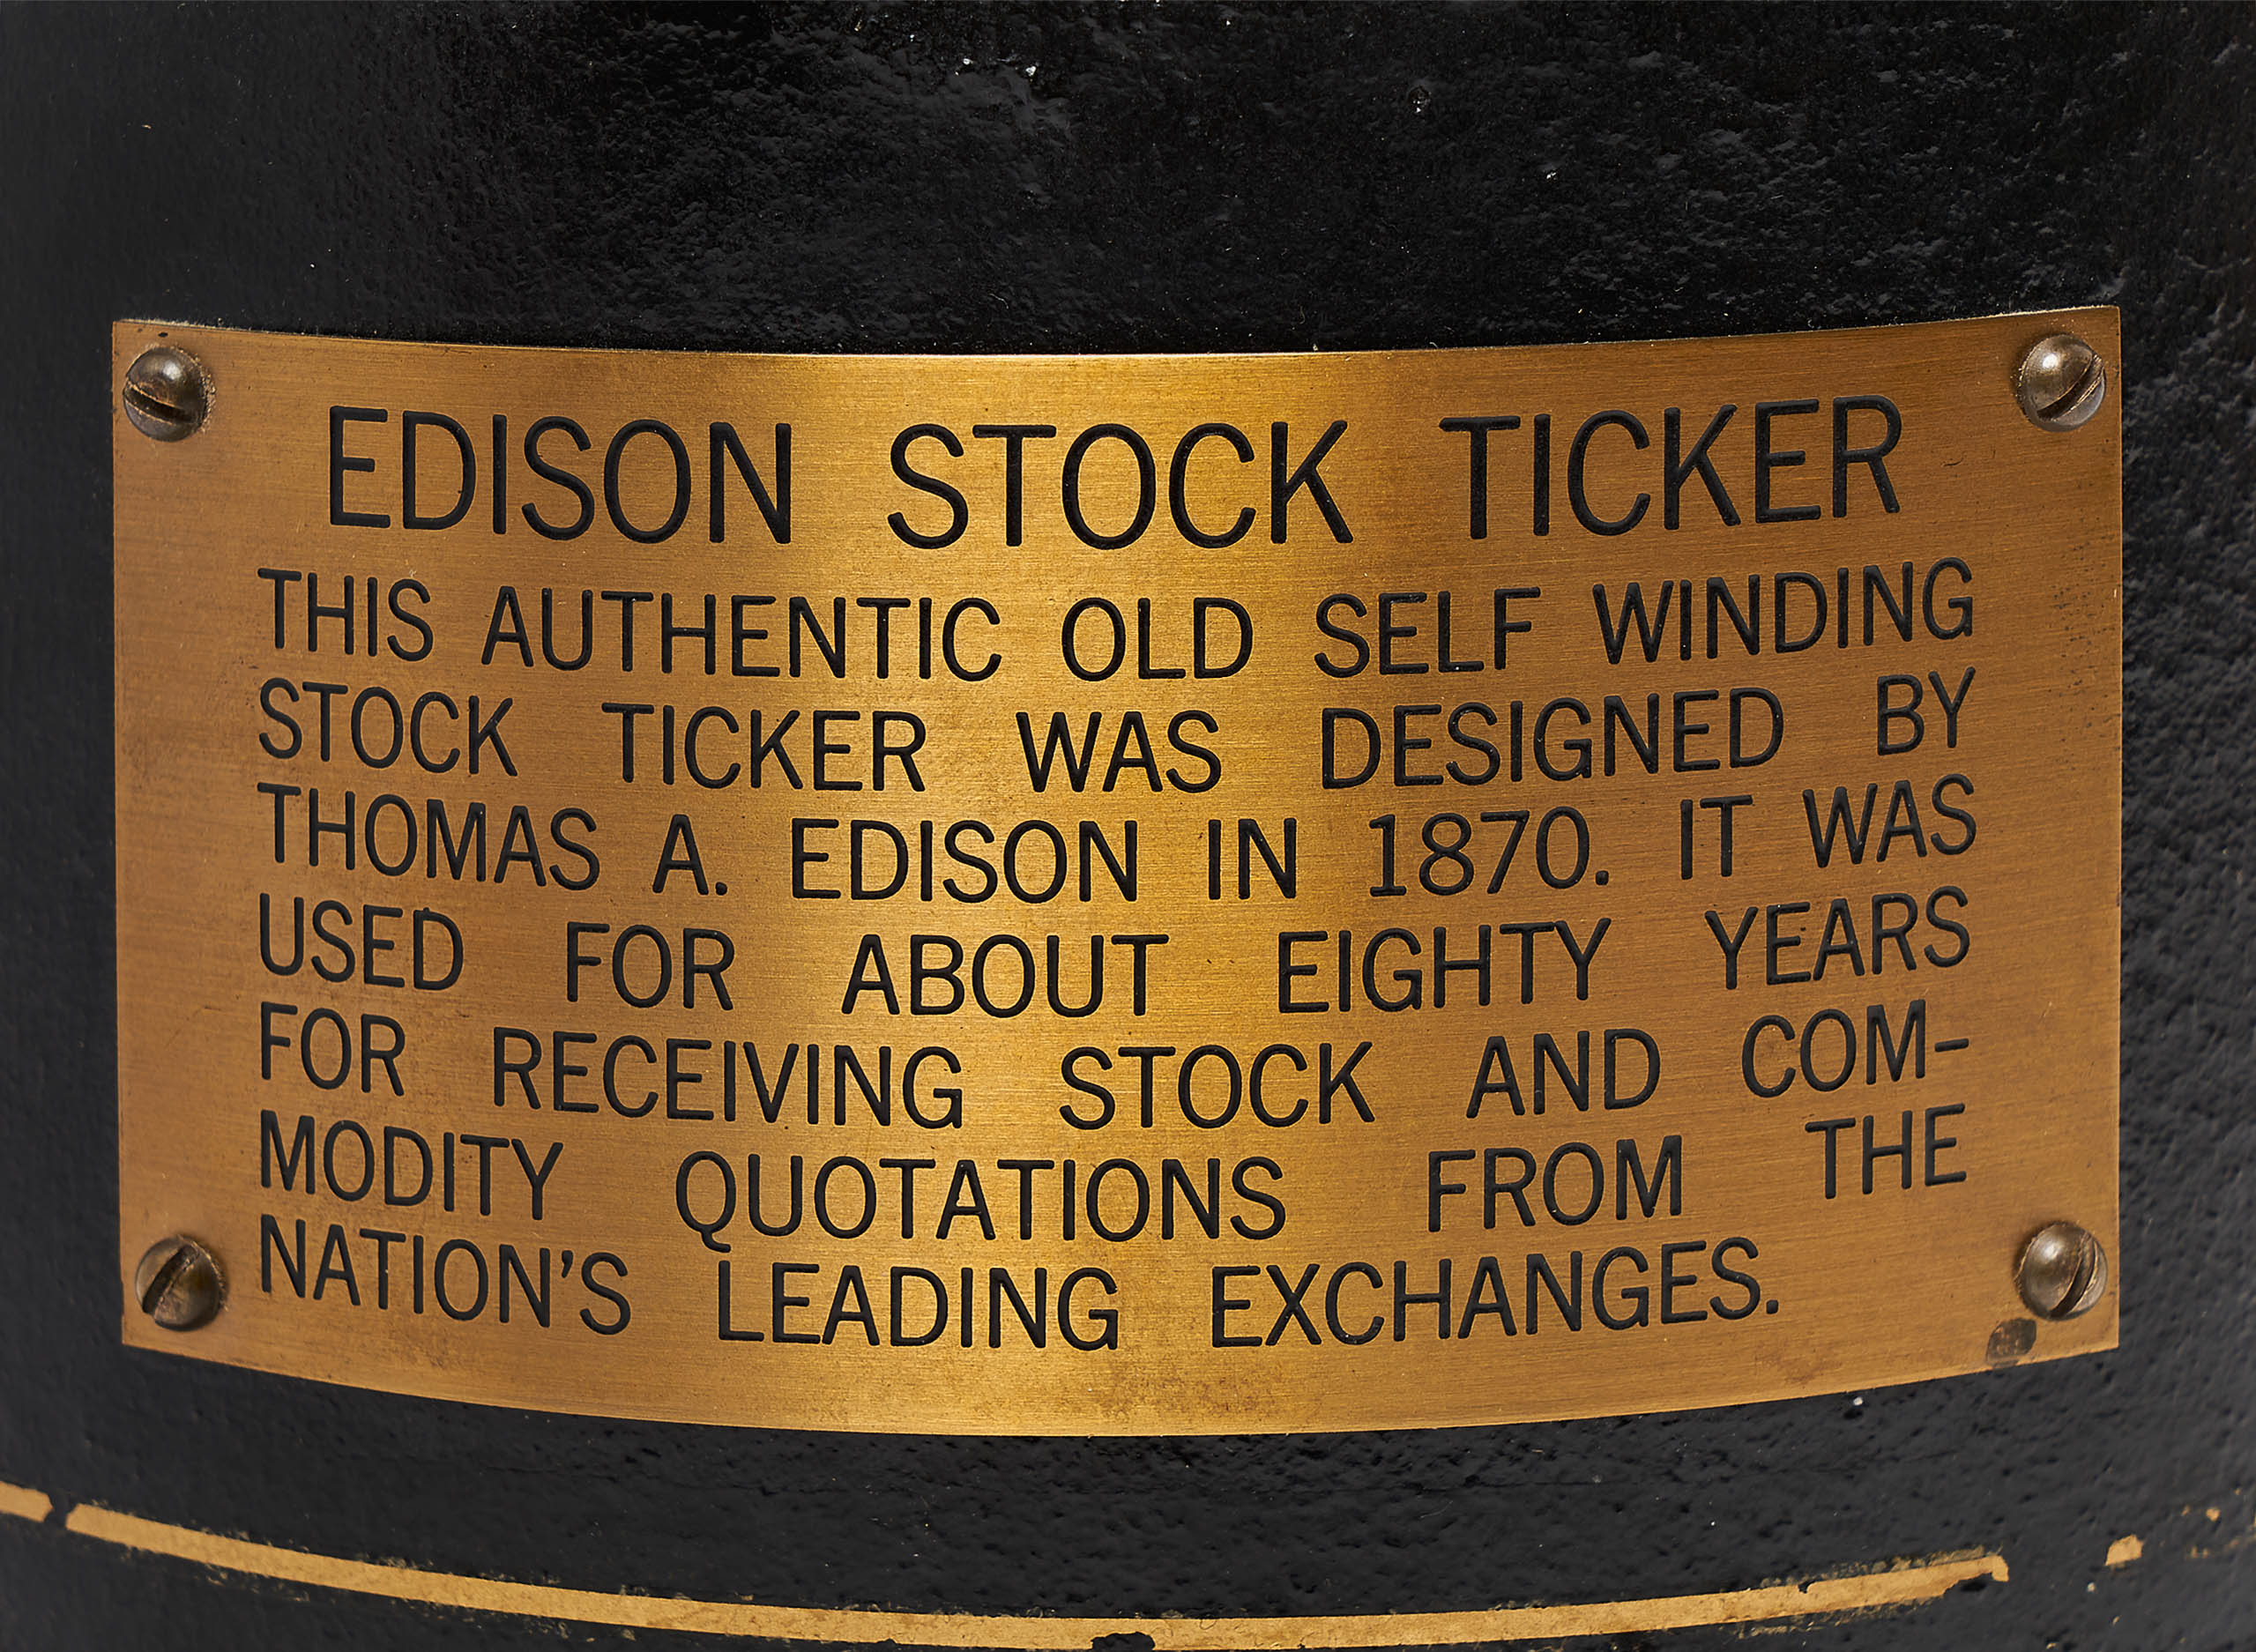 EDISON STOCK TICKER
THIS AUTHENTIC OLD SELF WINDING
STOCK TICKER WAS DESIGNED BY
THOMAS A. EDISON IN 1870. IT WAS
USED FOR ABOUT EIGHTY YEARS
FOR RECEIVING STOCK AND COM-
MODITY QUOTATIONS FROM THE
NATION'S LEADING EXCHANGES.